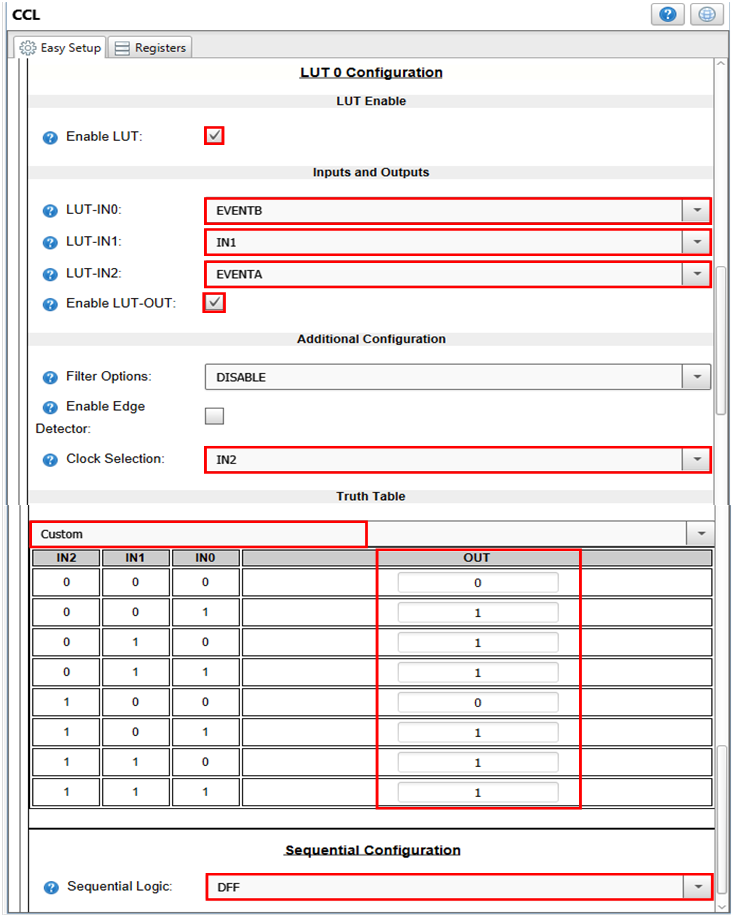 CCL
Easy Setup Registers
LUT 0 Configuration
LUT Enable
Enable LUT:
Inputs and Outputs
LUT-IN0: EVENTB
LUT-IN1: IN1
LUT-IN2: EVENTA
Enable LUT-OUT:
Additional Configuration
Filter Options: DISABLE
Enable Edge
Detector:
Clock Selection: IN2
Truth Table
Custom
IN2 IN1 IN0 OUT
0 0 0 0
0 0 1 1
0 1 0 1
0 1 1 1
1 0 0 0
1 0 1 1
1 1 0 1
1 1 1 1
Sequential Configuration
Sequential Logic: DFF